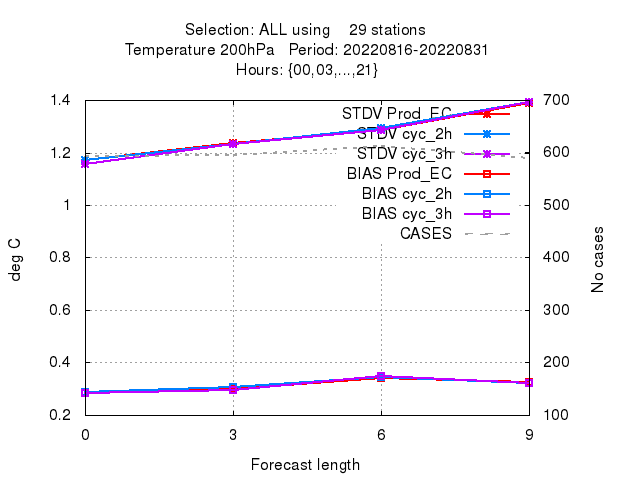 Selection: ALL using    29 stations
Temperature 200hPa   Period: 20220816-20220831
Hours: {00,03,...,21}
1.4
1.2
1
0.8
0.6
0.4
0.2
deg C
STDV Prod_EC
STDV cyc_2h
STDV cyc_3h
BIAS Prod_EC
BIAS cyc_2h
BIAS cyc_3h
CASES
700
600
500
400
300
200
100
No cases
0 3 6 9
Forecast length